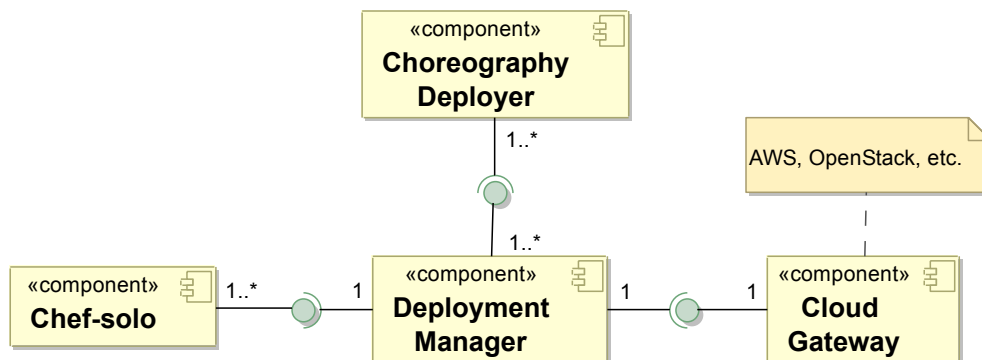 «component»
Choreography
Deployer
1..*
AWS, OpenStack, etc.
1..*
«component»
Chef-solo
1..*
1
«component»
Deployment
Manager
1
1
«component»
Cloud
Gateway